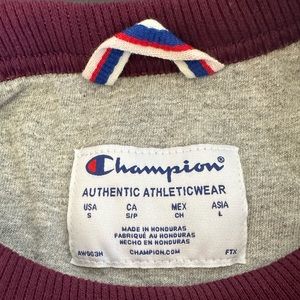 Champion®
AUTHENTIC ATHLETICWEAR
USA CA MEX ASIA
S S/P CH L
MADE IN HONDURAS
FABRIQUÉ AU HONDURAS
HECHO EN HONDURAS
AW963H CHAMPION.COM FTX